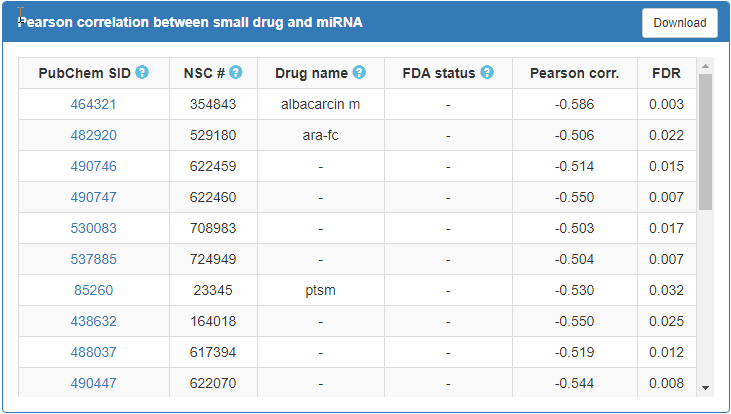 Pearson correlation between small drug and miRNA Download
PubChem SID ? NSC # ? Drug name ? FDA status ? Pearson corr. FDR
464321 354843 albacarcin m - -0.586 0.003
482920 529180 ara-fc - -0.506 0.022
490746 622459 - - -0.514 0.015
490747 622460 - - -0.550 0.007
530083 708983 - - -0.503 0.017
537885 724949 - - -0.504 0.007
85260 23345 ptsm - -0.530 0.032
438632 164018 - - -0.550 0.025
488037 617394 - - -0.519 0.012
490447 622070 - - -0.544 0.008